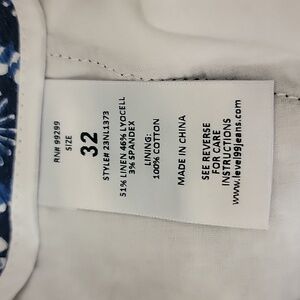 RN# 99299
SIZE
32
STYLE# 23NL1373
51% LINEN 46% LYOCELL
3% SPANDEX
LINING:
100% COTTON
MADE IN CHINA
SEE REVERSE
FOR CARE
INSTRUCTIONS
www.level99jeans.com